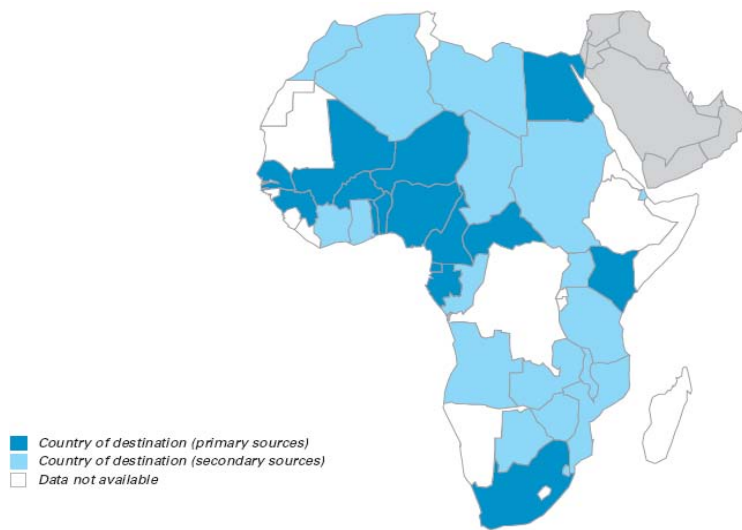 Country of destination (primary sources)
Country of destination (secondary sources)
Data not available